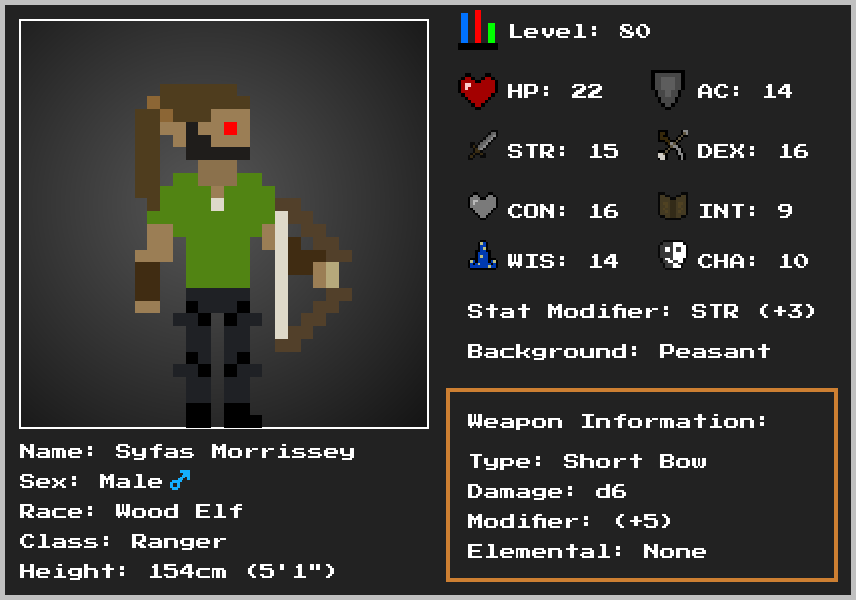 Level: 80
HP: 22
AC: 14
STR: 15
DEX: 16
CON: 16
INT: 9
WIS: 14
CHA: 10
Stat Modifier: STR (+3)
Background: Peasant
Weapon Information:
Type: Short Bow
Damage: d6
Modifier: (+5)
Elemental: None
Name: Syfas Morrissey
Sex: Male♂
Race: Wood Elf
Class: Ranger
Height: 154cm (5'1")